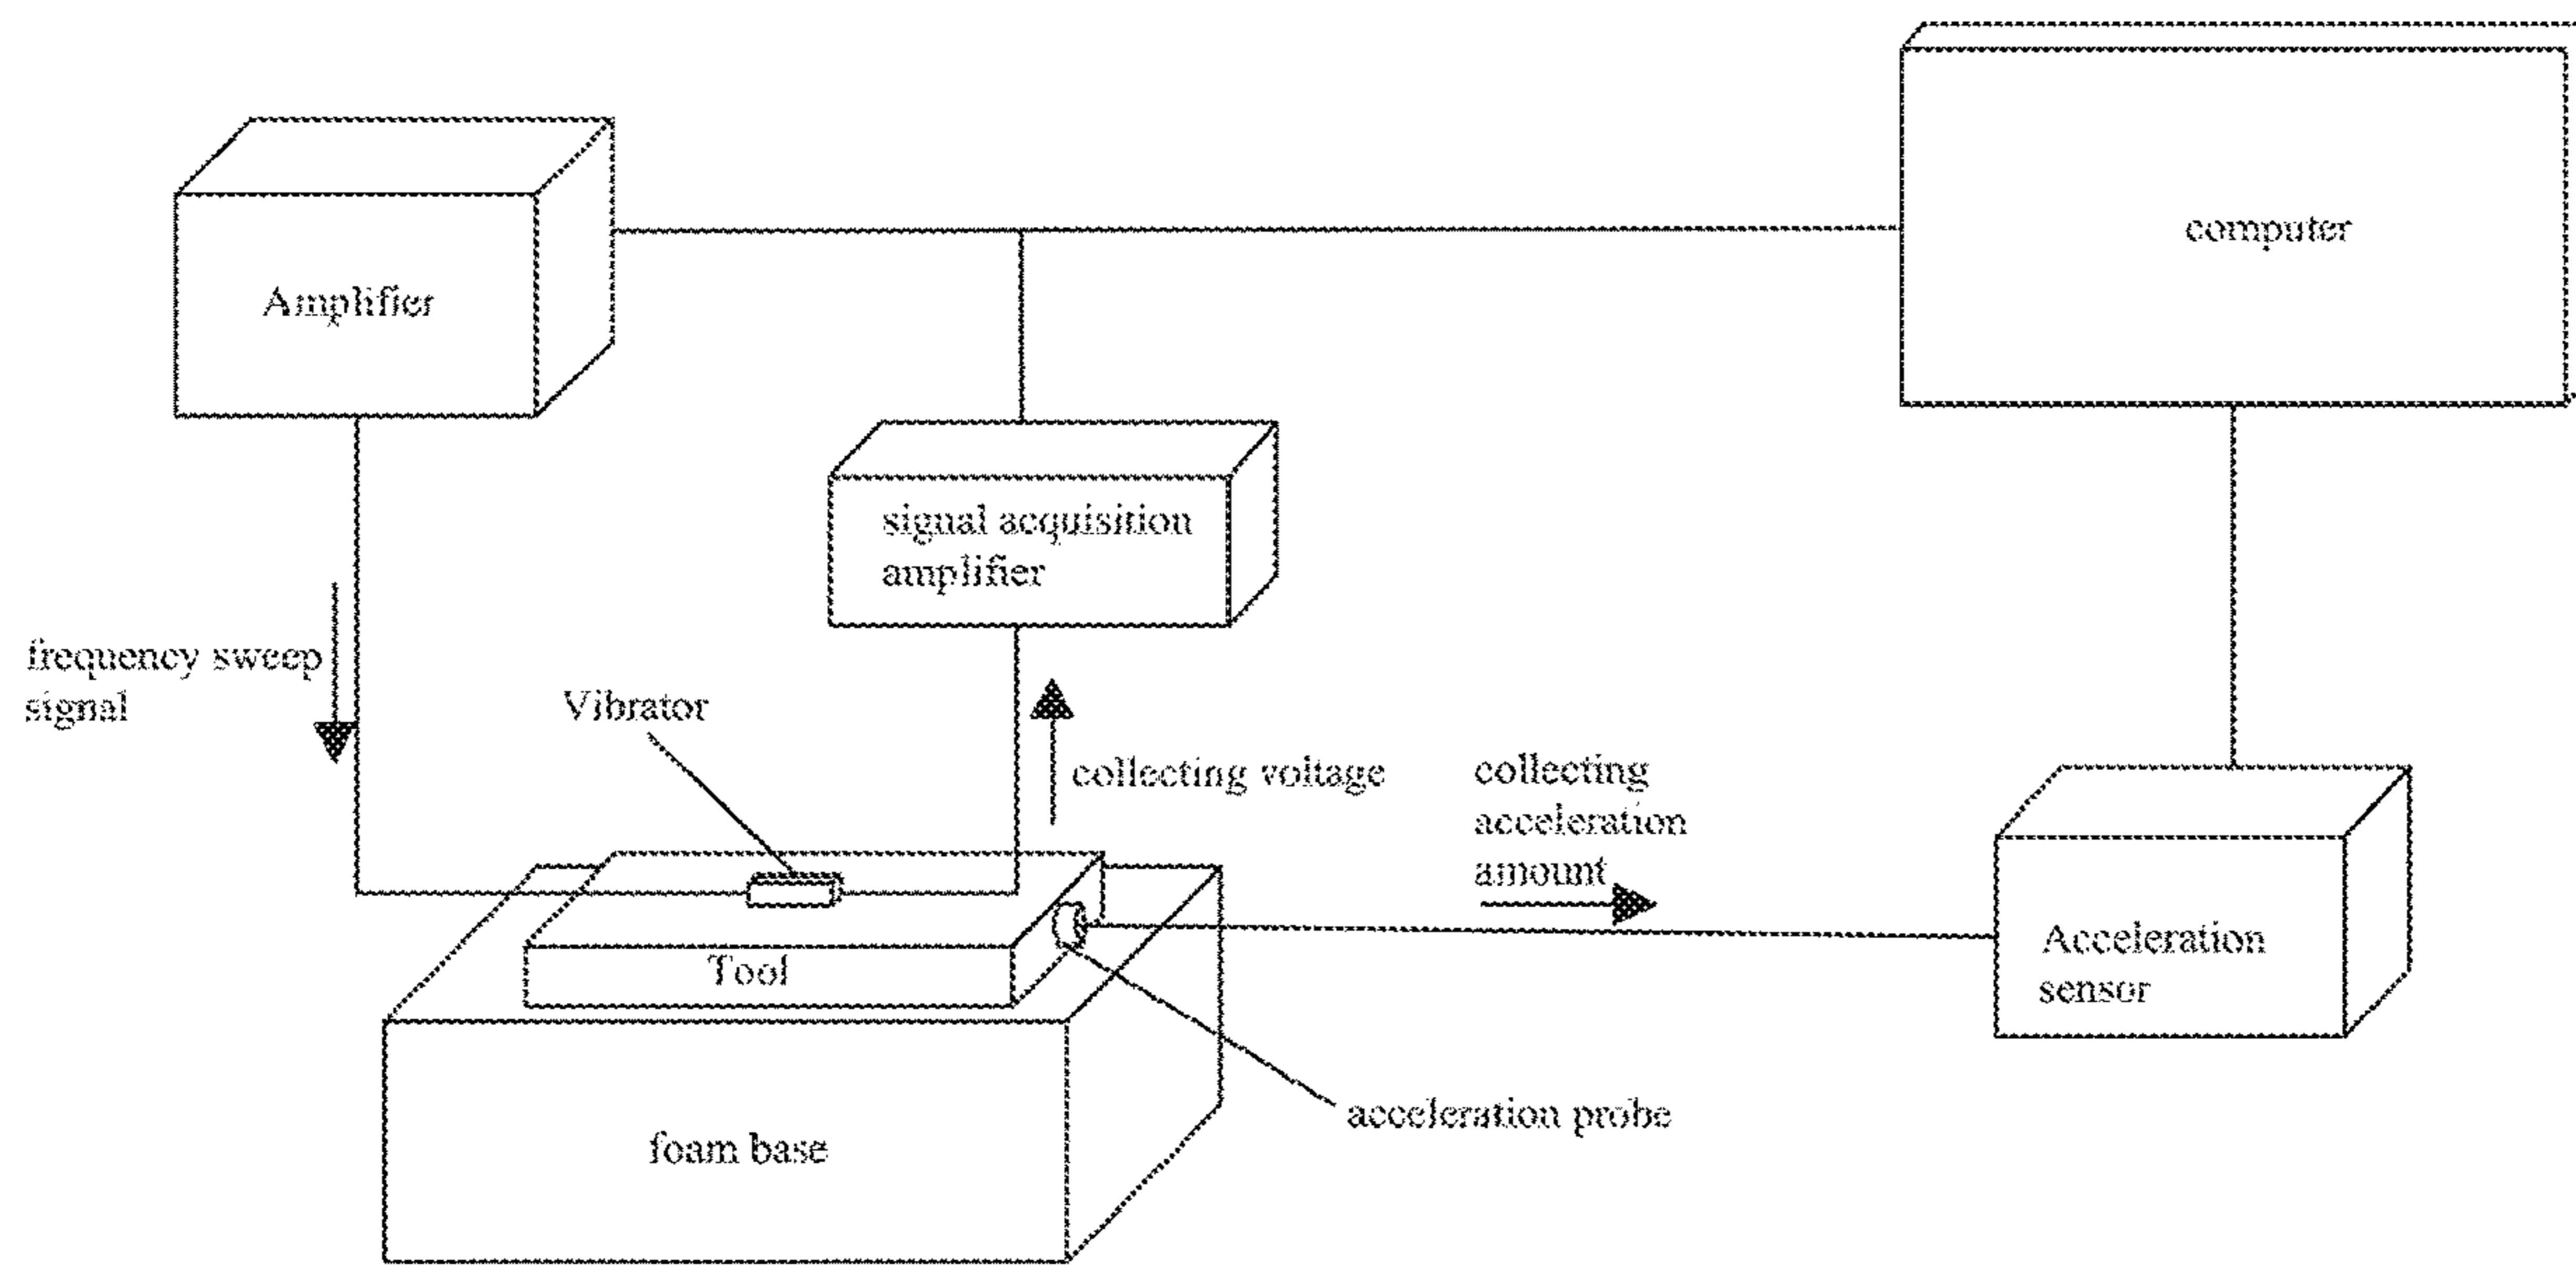 computer
Amplifier
signal acquisition
amplifier
frequency sweep
signal
Vibrator
collecting voltage
collecting
acceleration
amount
Acceleration
sensor
Tool
acceleration probe
foam base